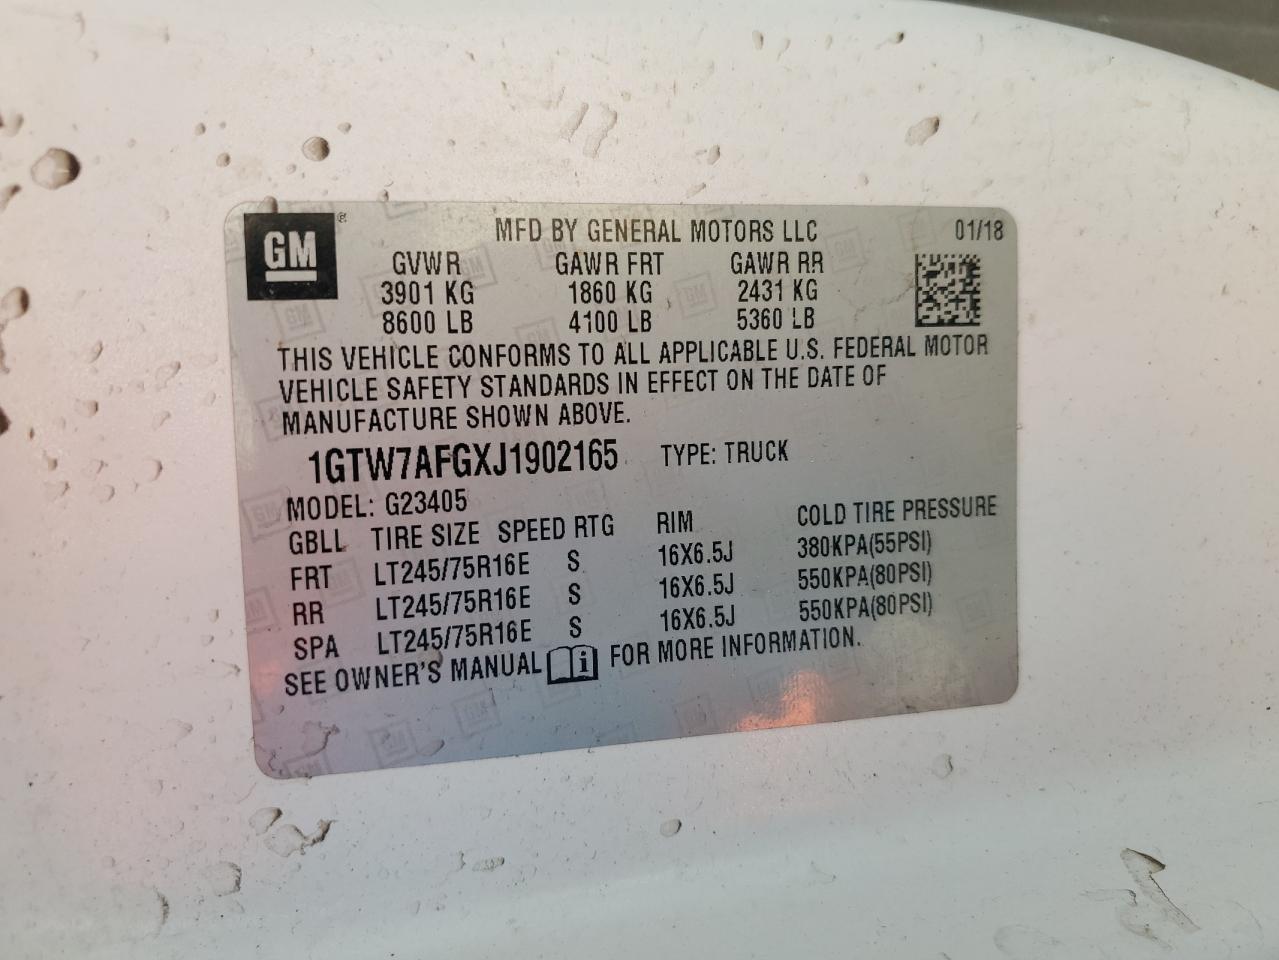 GM MFD BY GENERAL MOTORS LLC 01/18
GVWR GAWR FRT GAWR RR
3901 KG 1860 KG 2431 KG
8600 LB 4100 LB 5360 LB
THIS VEHICLE CONFORMS TO ALL APPLICABLE U.S. FEDERAL MOTOR
VEHICLE SAFETY STANDARDS IN EFFECT ON THE DATE OF
MANUFACTURE SHOWN ABOVE.
1GTW7AFGXJ1902165 TYPE: TRUCK
MODEL: G23405
GBLL TIRE SIZE SPEED RTG RIM COLD TIRE PRESSURE
FRT LT245/75R16E S 16X6.5J 380KPA(55PSI)
RR LT245/75R16E S 16X6.5J 550KPA(80PSI)
SPA LT245/75R16E S 16X6.5J 550KPA(80PSI)
SEE OWNER'S MANUAL i FOR MORE INFORMATION.